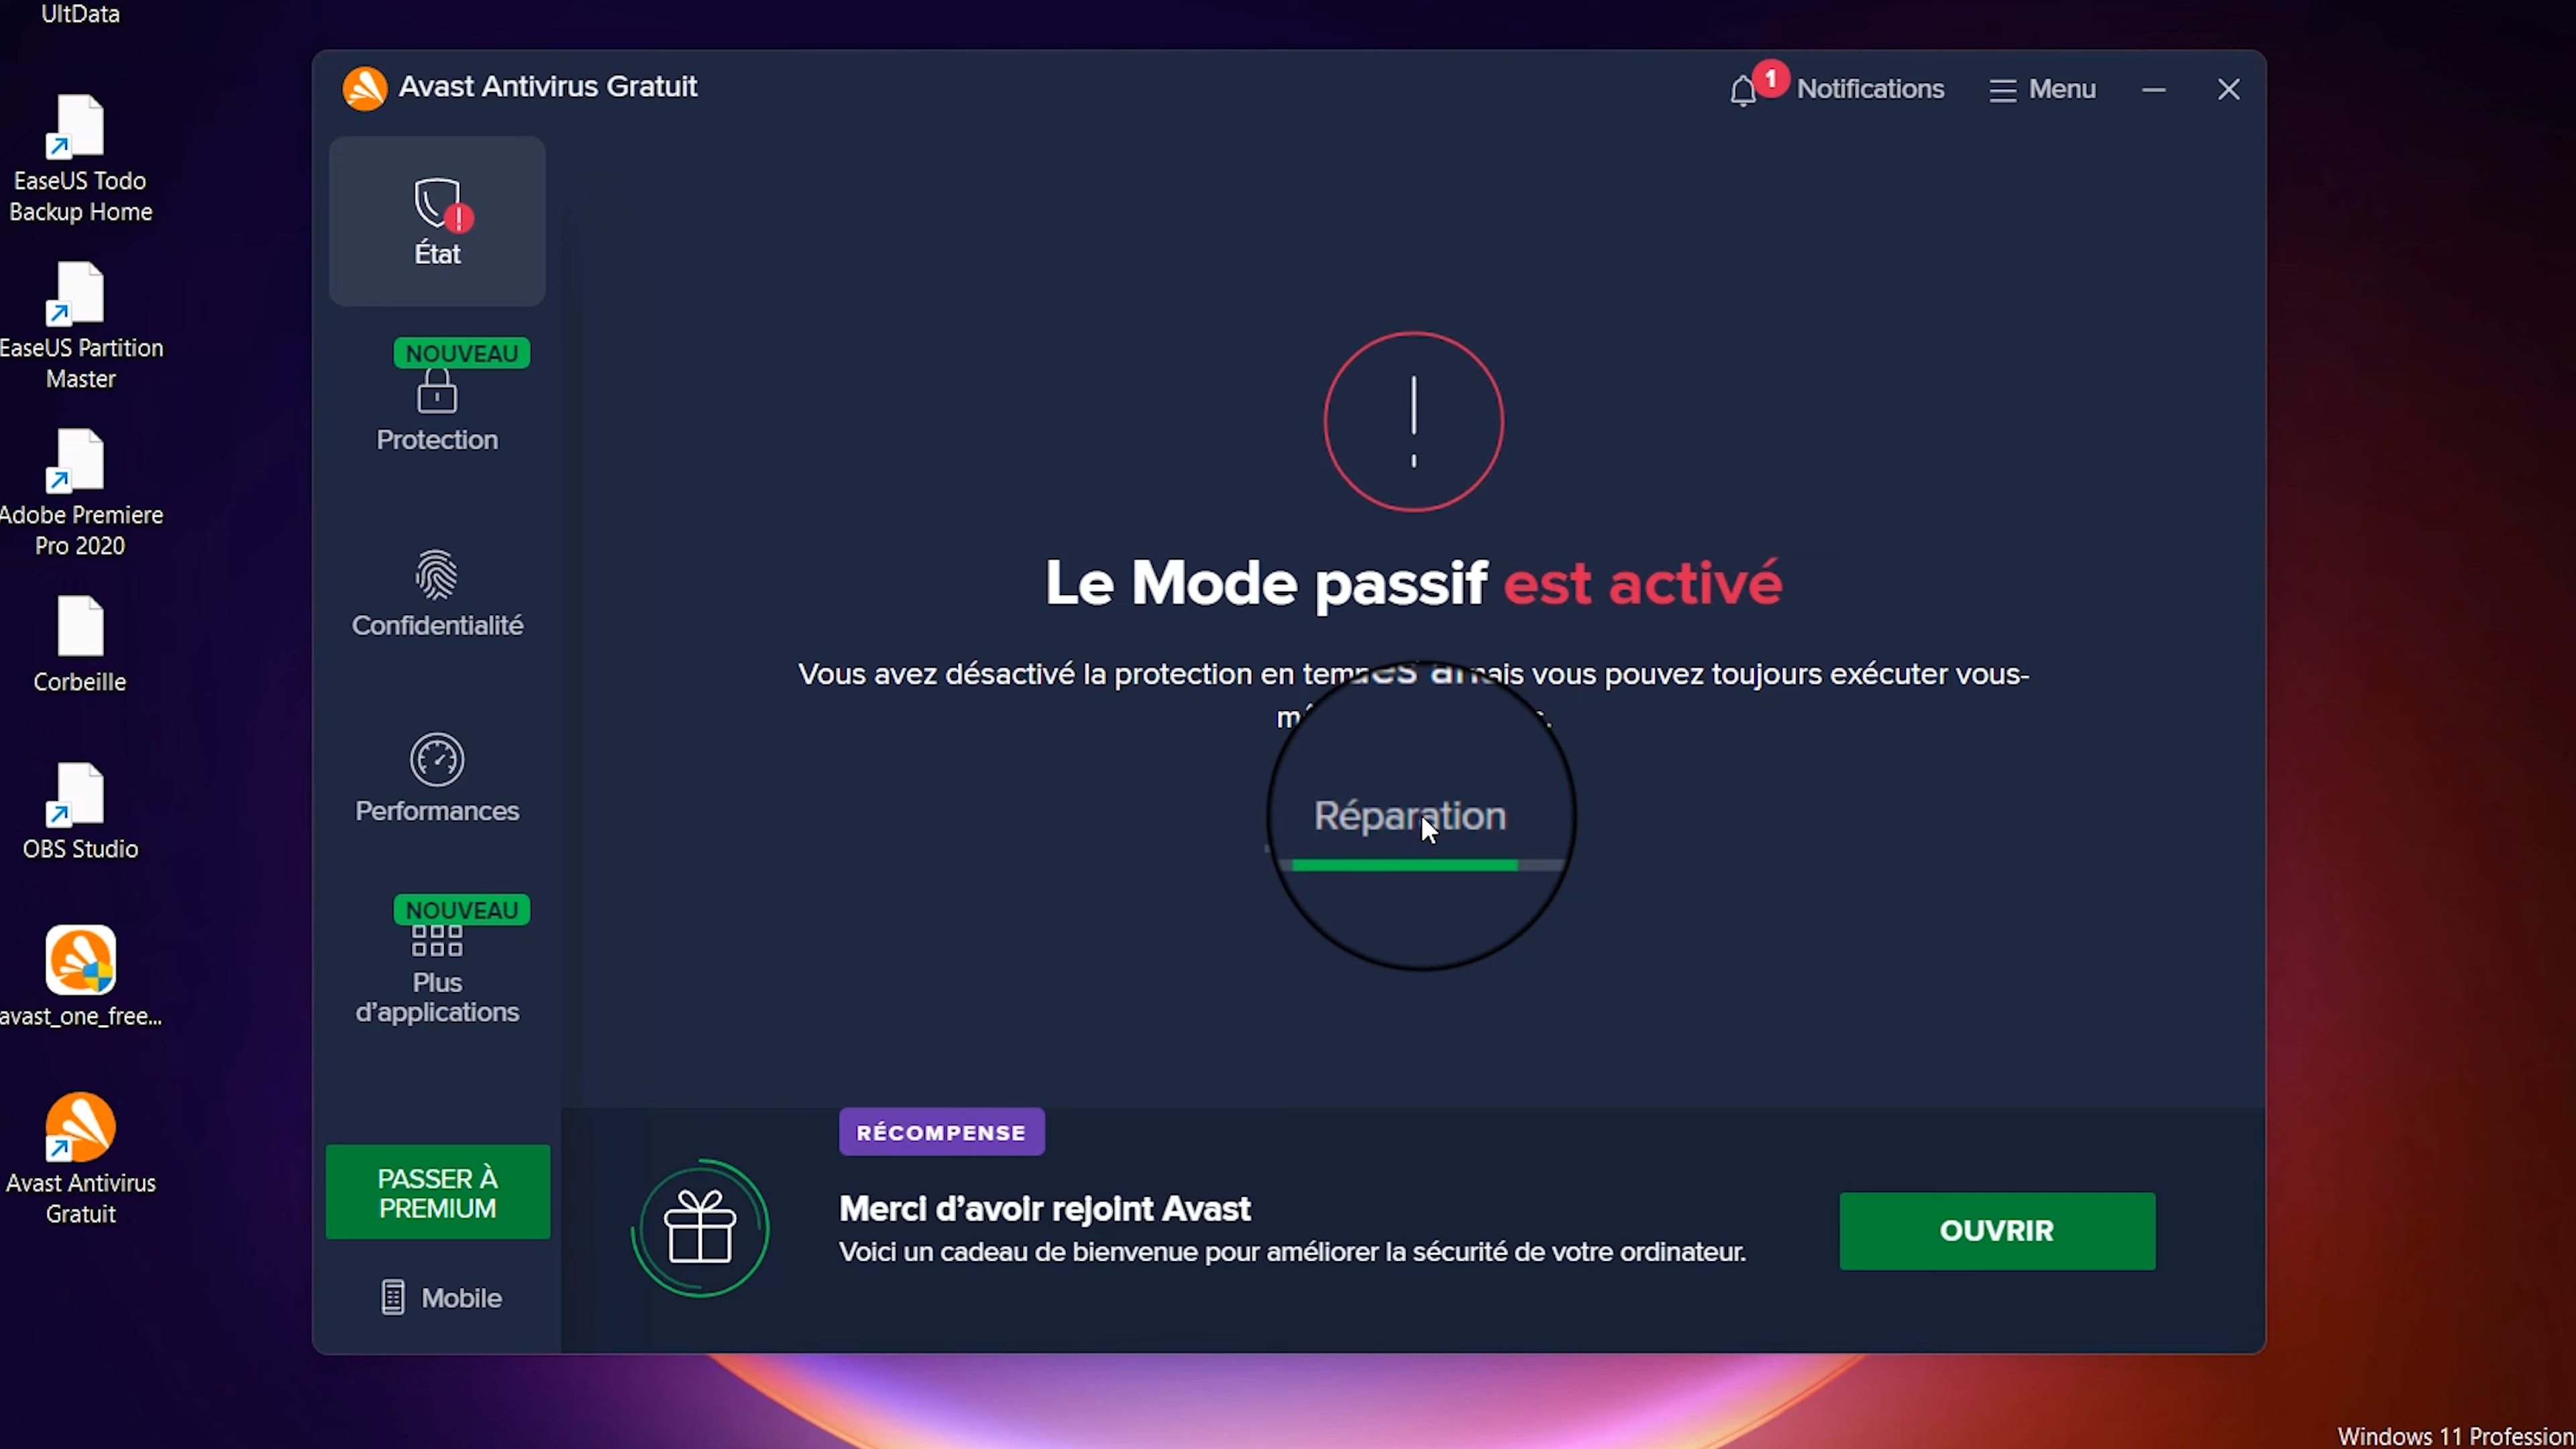 UltData
EaseUS Todo
Backup Home
EaseUS Partition
Master
Adobe Premiere
Pro 2020
Corbeille
OBS Studio
avast_one_free...
Avast Antivirus
Gratuit
Avast Antivirus Gratuit
1
Notifications
Menu
État
NOUVEAU
Protection
Confidentialité
Performances
NOUVEAU
Plus
d’applications
PASSER À
PREMIUM
Mobile
Le Mode passif est activé
Vous avez désactivé la protection en vous pouvez toujours exécuter vous-
Réparation
RÉCOMPENSE
Merci d’avoir rejoint Avast
Voici un cadeau de bienvenue pour améliorer la sécurité de votre ordinateur.
OUVRIR
Windows 11 Profession